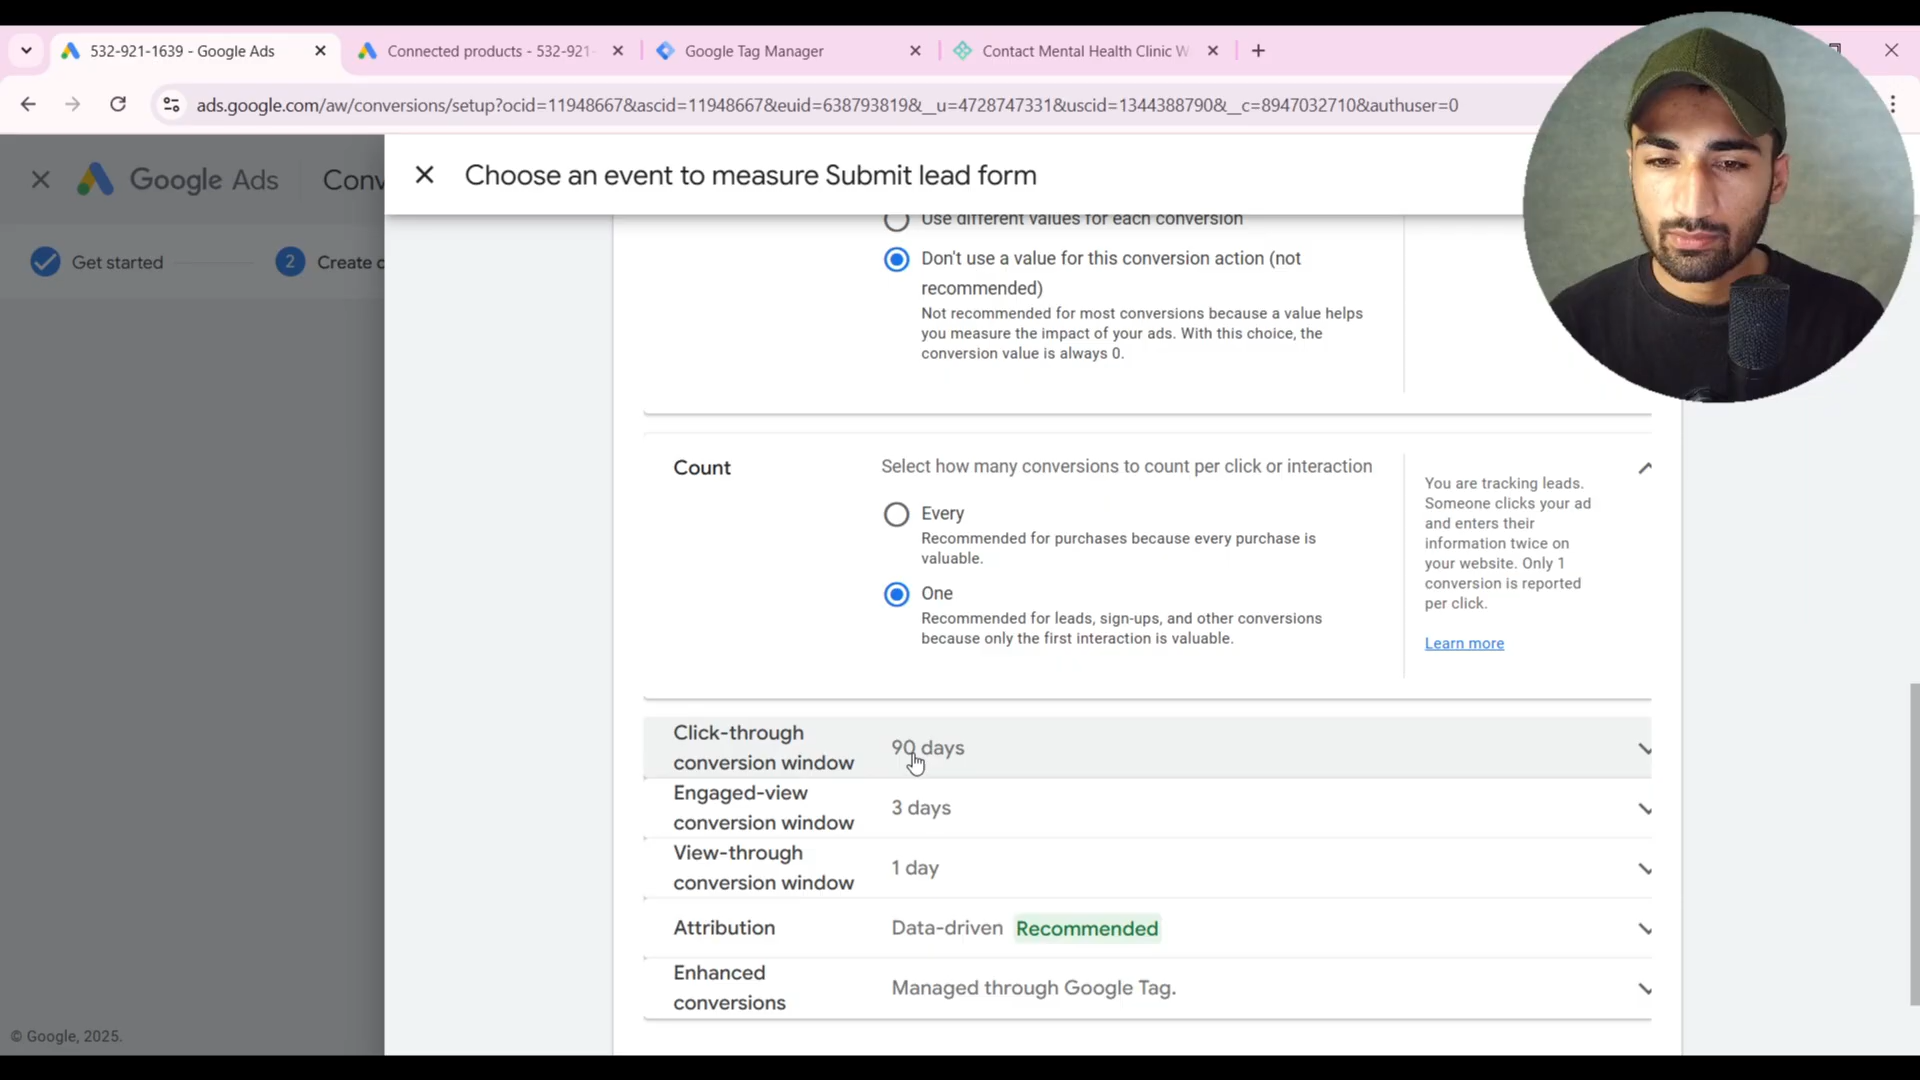 532-921-1639 - Google Ads
Connected products - 532-921-
Google Tag Manager
Contact Mental Health Clinic W
ads.google.com/aw/conversions/setup?ocid=11948667&ascid=11948667&euid=638793819&__u=4728747331&uscid=1344388790&__c=8947032710&authuser=0
Google Ads
Conv
Choose an event to measure Submit lead form
Get started
2
Create c
Use different values for each conversion
Don't use a value for this conversion action (not
recommended)
Not recommended for most conversions because a value helps
you measure the impact of your ads. With this choice, the
conversion value is always 0.
Count
Select how many conversions to count per click or interaction
Every
Recommended for purchases because every purchase is
valuable.
One
Recommended for leads, sign-ups, and other conversions
because only the first interaction is valuable.
You are tracking leads.
Someone clicks your ad
and enters their
information twice on
your website. Only 1
conversion is reported
per click.
Learn more
Click-through
conversion window
90 days
Engaged-view
conversion window
3 days
View-through
conversion window
1 day
Attribution
Data-driven Recommended
Enhanced
conversions
Managed through Google Tag.
© Google, 2025.